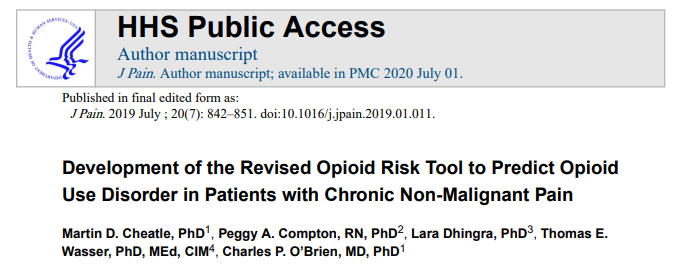 HHS Public Access
Author manuscript
J Pain. Author manuscript; available in PMC 2020 July 01.
Published in final edited form as:
J Pain. 2019 July ; 20(7): 842–851. doi:10.1016/j.jpain.2019.01.011.
Development of the Revised Opioid Risk Tool to Predict Opioid
Use Disorder in Patients with Chronic Non-Malignant Pain
Martin D. Cheatle, PhD1, Peggy A. Compton, RN, PhD2, Lara Dhingra, PhD3, Thomas E.
Wasser, PhD, MEd, CIM4, Charles P. O'Brien, MD, PhD1